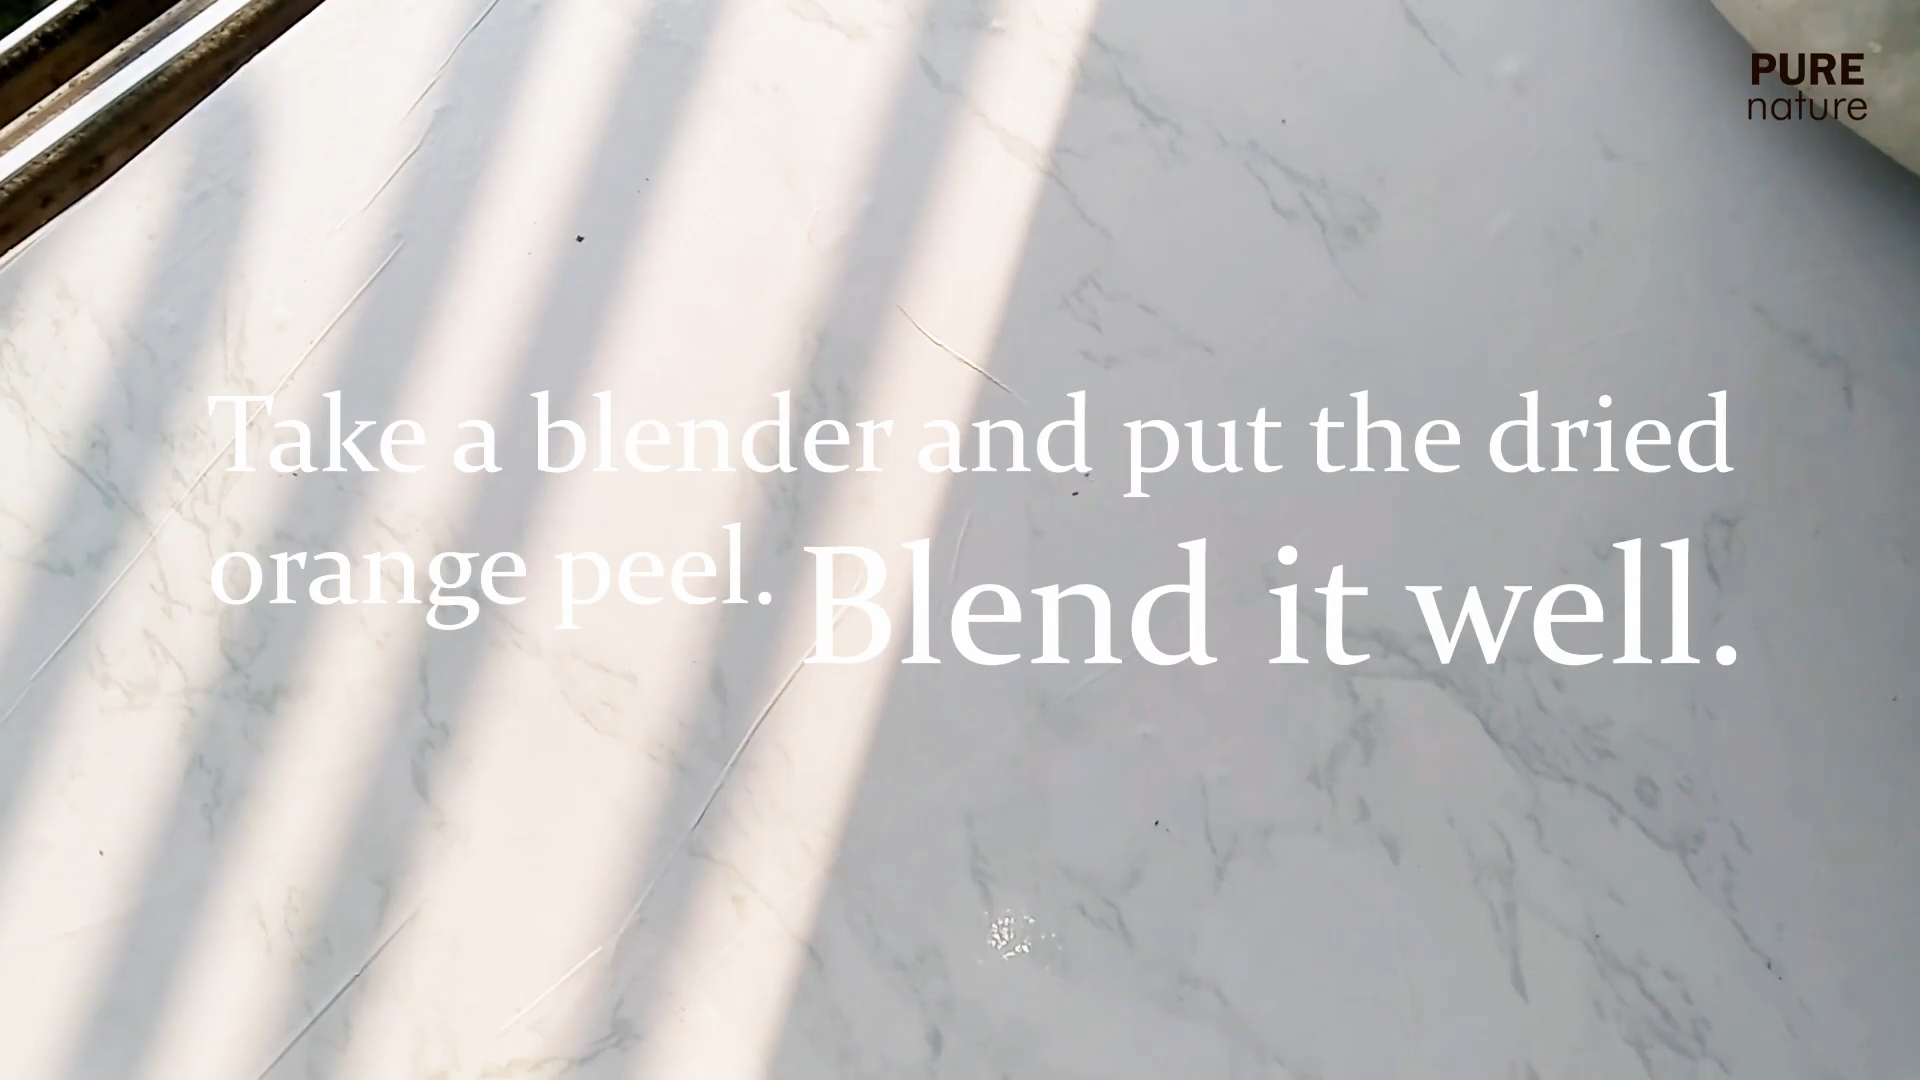 PURE
nature
Take a blender and put the dried
orange peel. Blend it well.